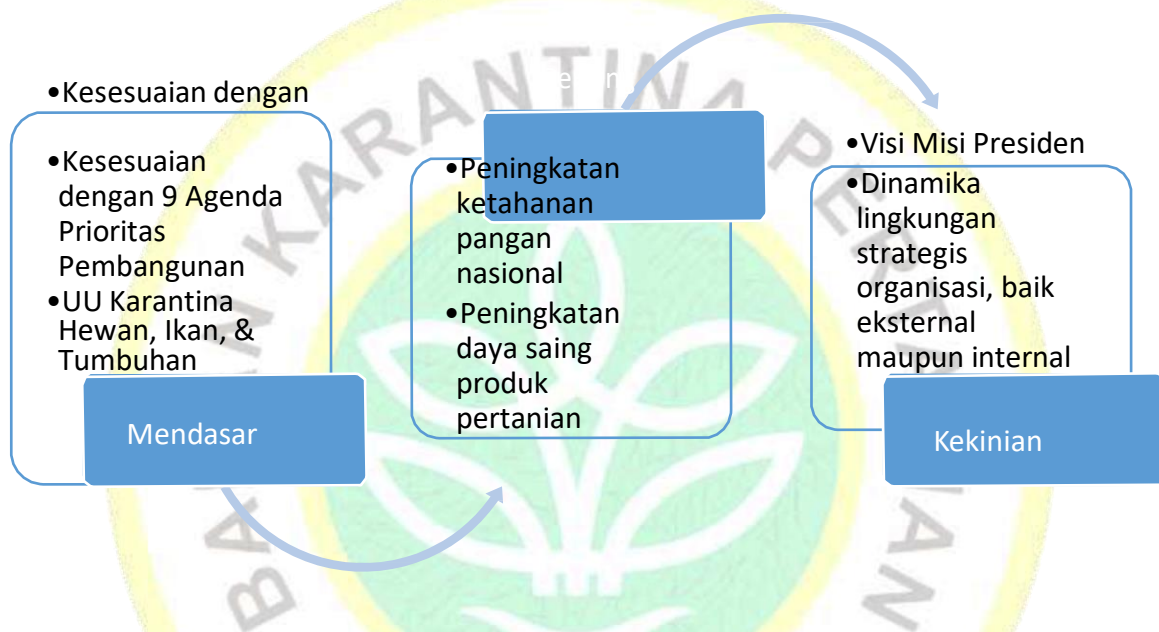 •Kesesuaian dengan
•Kesesuaian
dengan 9 Agenda
Prioritas
Pembangunan
•UU Karantina
Hewan, Ikan, &
Tumbuhan
Mendasar
•Peningkatan
ketahanan
pangan
nasional
•Peningkatan
daya saing
produk
pertanian
•Visi Misi Presiden
•Dinamika
lingkungan
strategis
organisasi, baik
eksternal
maupun internal
Kekinian
KARANTINA